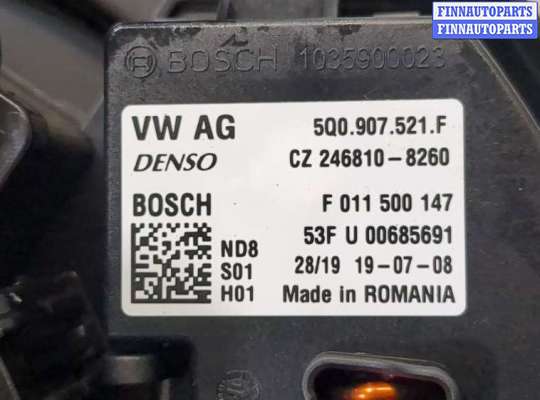 FINNAUTOPARTS
FINNAUTOPARTS
BOSCH 1035900023
VW AG 5Q0.907.521.F
DENSO CZ 246810-8260
BOSCH F 011 500 147
ND8 53F U 00685691
S01 28/19 19-07-08
H01 Made in ROMANIA